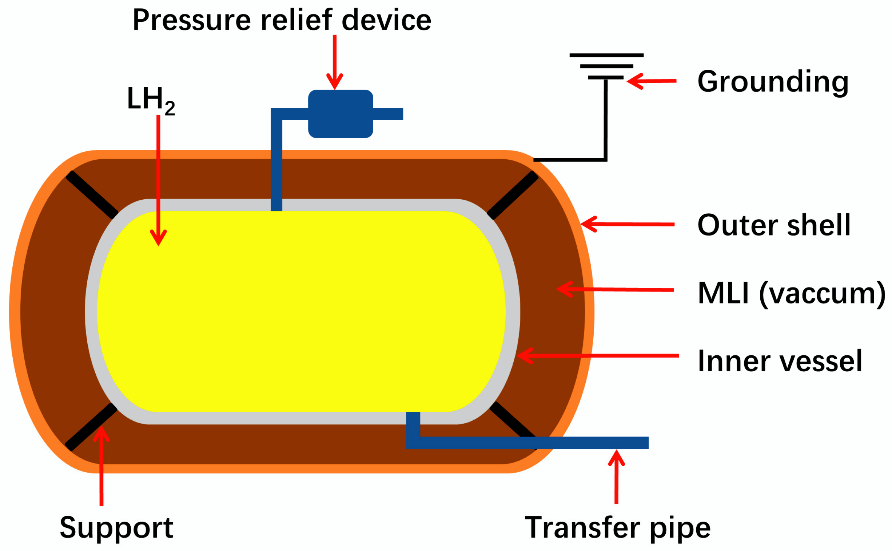 Pressure relief device
LH₂
Grounding
Outer shell
MLI (vaccum)
Inner vessel
Support
Transfer pipe